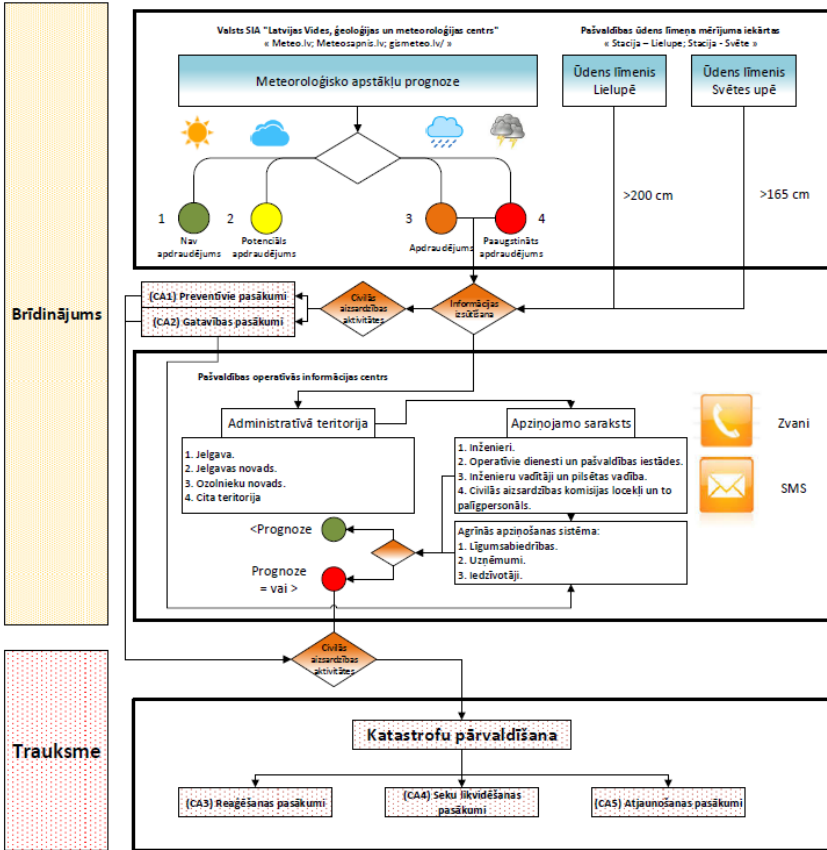 Valsts SIA "Latvijas Vides, ģeoloģijas un meteoroloģijas centrs"
« Meteo.lv; Meteosapnis.lv; gismeteo.lv/ »
Pašvaldības ūdens līmeņa mērījuma iekārtas
« Stacija – Lielupe; Stacija - Svēte »
Meteoroloģisko apstākļu prognoze
Ūdens līmenis
Lielupē
Ūdens līmenis
Svētes upē
>200 cm
>165 cm
1
2
3
4
Nav
apdraudējums
Potenciāls
apdraudējums
Apdraudējums
Paaugstināts
apdraudējums
Brīdinājums
(CA1) Preventīvie pasākumi
(CA2) Gatavības pasākumi
Civilās
aizsardzības
aktivitātes
Informācijas
izsūtīšana
Pašvaldības operatīvās informācijas centrs
Administratīvā teritorija
1. Jelgava.
2. Jelgavas novads.
3. Ozolnieku novads.
4. Cita teritorija
Apziņojamo saraksts
1. Inženieri.
2. Operatīvie dienesti un pašvaldības iestādes.
3. Inženieru vadītāji un pilsētas vadība.
4. Civilās aizsardzības komisijas locekļi un to
palīgpersonāls.
Zvani
SMS
Agrīnās apziņošanas sistēma:
1. Līgumsabiedrības.
2. Uzņēmumi.
3. Iedzīvotāji.
<Prognoze
Prognoze
= vai >
Civilās
aizsardzības
aktivitātes
Trauksme
Katastrofu pārvaldīšana
(CA3) Reaģēšanas pasākumi
(CA4) Seku likvidēšanas
pasākumi
(CA5) Atjaunošanas pasākumi